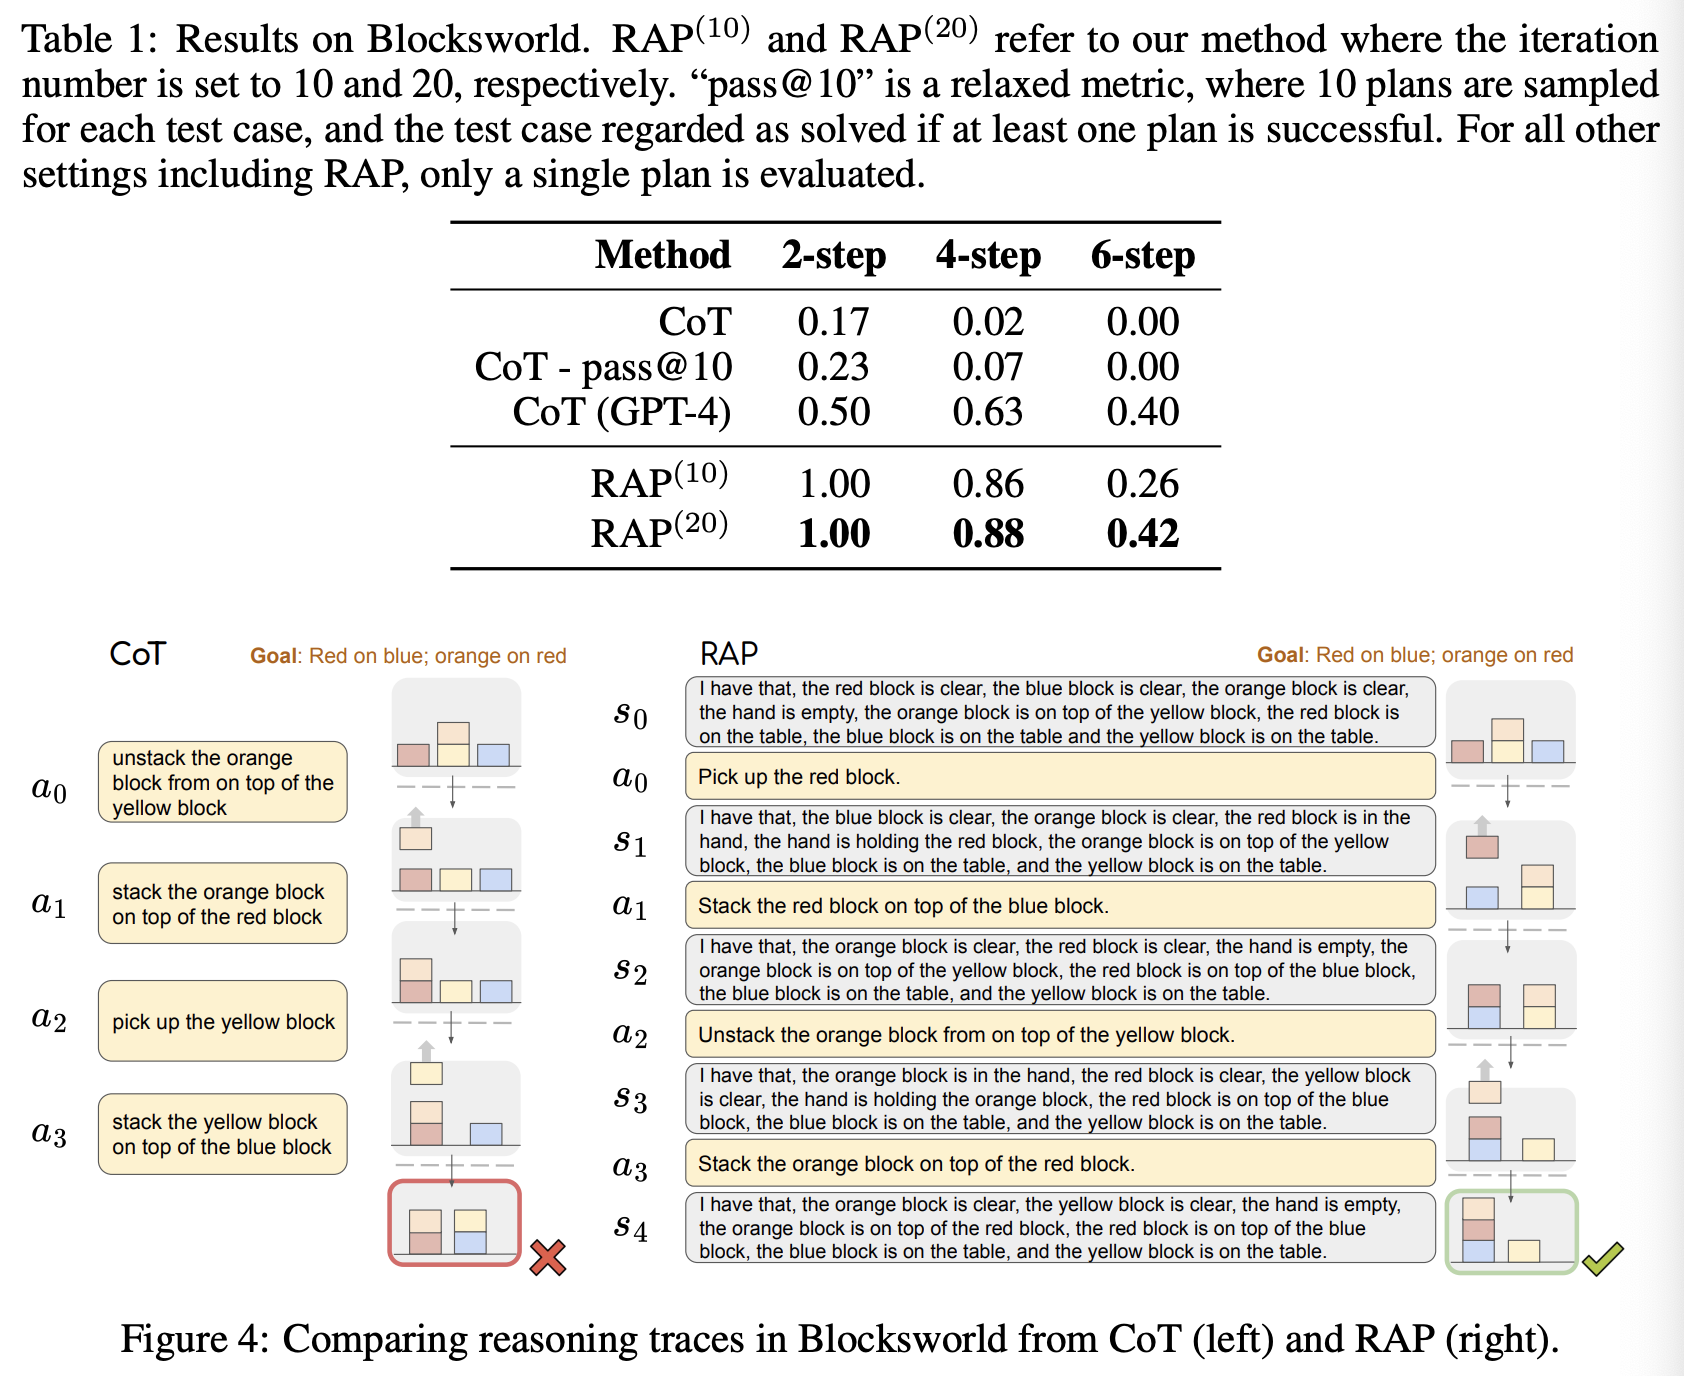 Table 1: Results on Blocksworld. RAP(10) and RAP(20) refer to our method where the iteration
number is set to 10 and 20, respectively. “pass@10” is a relaxed metric, where 10 plans are sampled
for each test case, and the test case regarded as solved if at least one plan is successful. For all other
settings including RAP, only a single plan is evaluated.
Method 2-step 4-step 6-step
CoT 0.17 0.02 0.00
CoT - pass@10 0.23 0.07 0.00
CoT (GPT-4) 0.50 0.63 0.40
RAP(10) 1.00 0.86 0.26
RAP(20) 1.00 0.88 0.42
CoT Goal: Red on blue; orange on red
a0
unstack the orange
block from on top of the
yellow block
a1
stack the orange block
on top of the red block
a2
pick up the yellow block
a3
stack the yellow block
on top of the blue block
RAP Goal: Red on blue; orange on red
s0
I have that, the red block is clear, the blue block is clear, the orange block is clear,
the hand is empty, the orange block is on top of the yellow block, the red block is
on the table, the blue block is on the table and the yellow block is on the table.
a0
Pick up the red block.
s1
I have that, the blue block is clear, the orange block is clear, the red block is in the
hand, the hand is holding the red block, the orange block is on top of the yellow
block, the blue block is on the table, and the yellow block is on the table.
a1
Stack the red block on top of the blue block.
s2
I have that, the orange block is clear, the red block is clear, the hand is empty, the
orange block is on top of the yellow block, the red block is on top of the blue block,
the blue block is on the table, and the yellow block is on the table.
a2
Unstack the orange block from on top of the yellow block.
s3
I have that, the orange block is in the hand, the red block is clear, the yellow block
is clear, the hand is holding the orange block, the red block is on top of the blue
block, the blue block is on the table, and the yellow block is on the table.
a3
Stack the orange block on top of the red block.
s4
I have that, the orange block is clear, the yellow block is clear, the hand is empty,
the orange block is on top of the red block, the red block is on top of the blue
block, the blue block is on the table, and the yellow block is on the table.
Figure 4: Comparing reasoning traces in Blocksworld from CoT (left) and RAP (right).